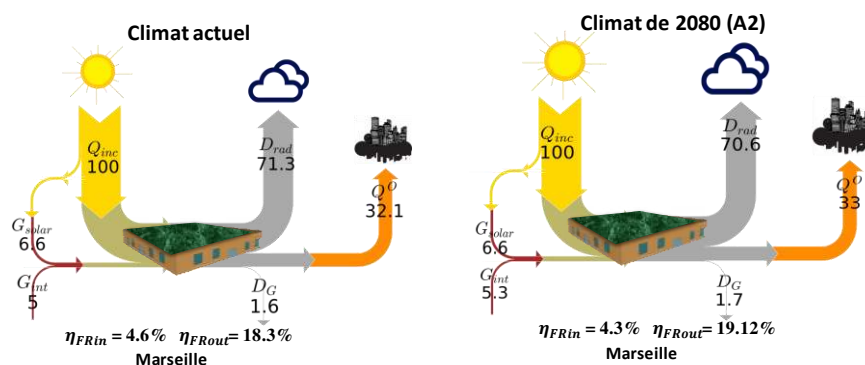 Climat actuel
Q_inc
100
D_rad
71.3
Q^O
32.1
G_solar
6.6
G_int
5
D_G
1.6
η_FRin = 4.6% η_FRout = 18.3%
Marseille
Climat de 2080 (A2)
Q_inc
100
D_rad
70.6
Q^O
33
G_solar
6.6
G_int
5.3
D_G
1.7
η_FRin = 4.3% η_FRout = 19.12%
Marseille